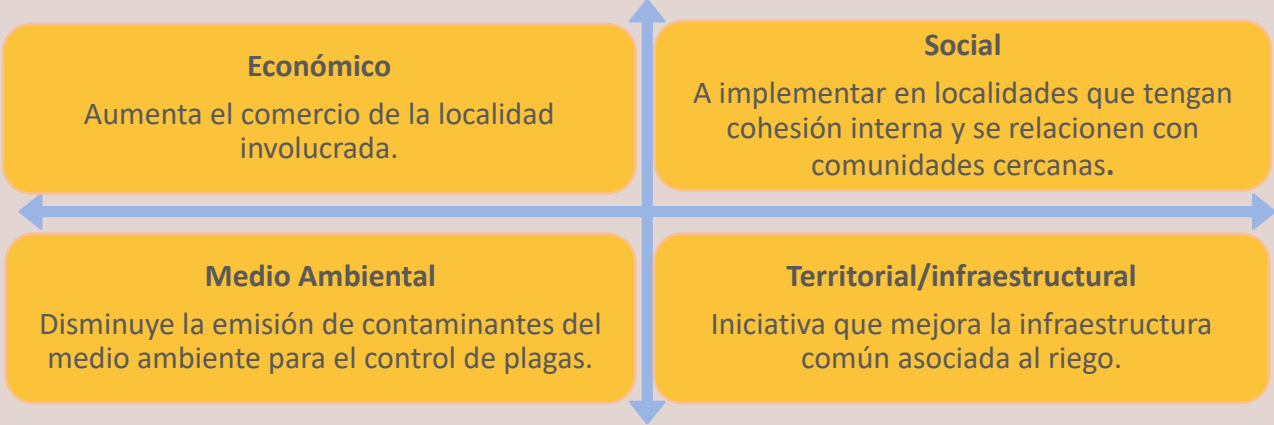 Económico
Aumenta el comercio de la localidad
involucrada.
Social
A implementar en localidades que tengan
cohesión interna y se relacionen con
comunidades cercanas.
Medio Ambiental
Disminuye la emisión de contaminantes del
medio ambiente para el control de plagas.
Territorial/infraestructural
Iniciativa que mejora la infraestructura
común asociada al riego.